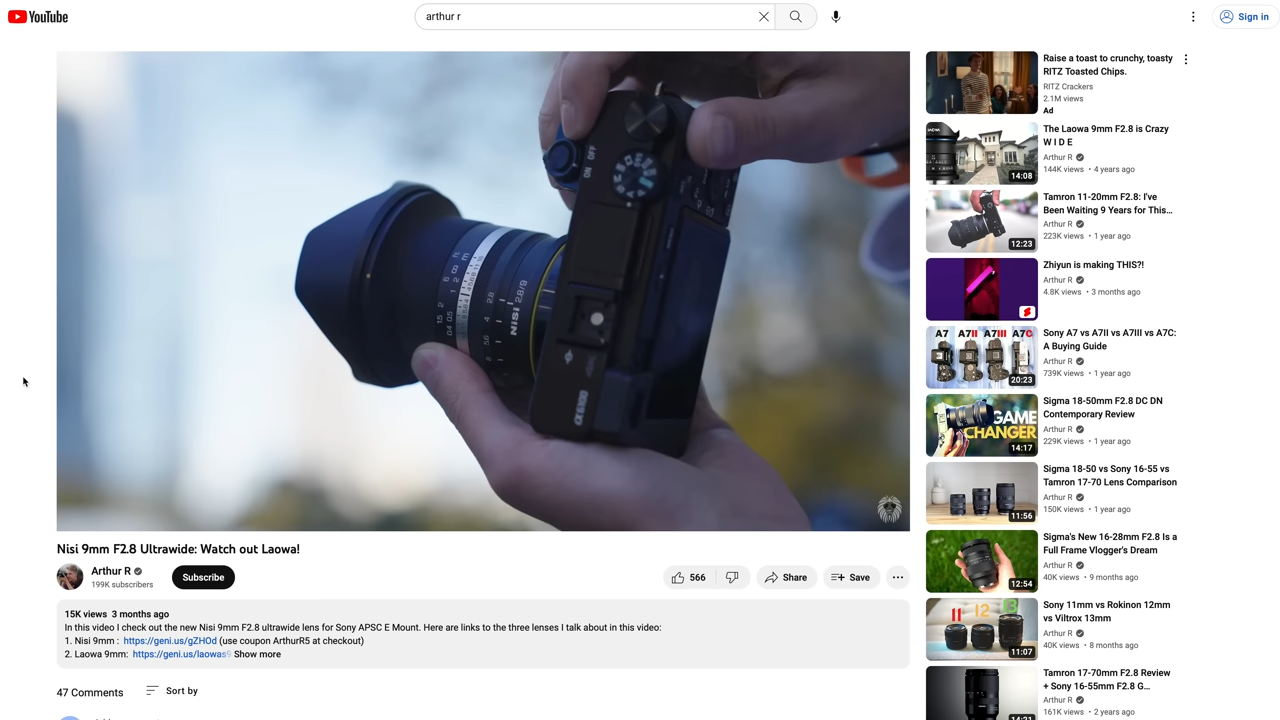 YouTube
arthur r
Sign in
OFF
ON
NiSi 2.8/9
α6100
Nisi 9mm F2.8 Ultrawide: Watch out Laowa!
Arthur R
199K subscribers
Subscribe
566
Share
Save
15K views 3 months ago
In this video I check out the new Nisi 9mm F2.8 ultrawide lens for Sony APSC E Mount. Here are links to the three lenses I talk about in this video:
1. Nisi 9mm : https://geni.us/gZHOd (use coupon ArthurR5 at checkout)
2. Laowa 9mm: https://geni.us/laowas9 Show more
47 Comments
Sort by
Raise a toast to crunchy, toasty
RITZ Toasted Chips.
RITZ Crackers
2.1M views
Ad
14:08
The Laowa 9mm F2.8 is Crazy
W I D E
Arthur R
144K views • 4 years ago
12:23
Tamron 11-20mm F2.8: I've
Been Waiting 9 Years for This...
Arthur R
223K views • 1 year ago
Zhiyun is making THIS?!
Arthur R
4.8K views • 3 months ago
A7 A7II A7III A7C
20:23
Sony A7 vs A7II vs A7III vs A7C:
A Buying Guide
Arthur R
739K views • 1 year ago
GAME
CHANGER
14:17
Sigma 18-50mm F2.8 DC DN
Contemporary Review
Arthur R
229K views • 1 year ago
11:56
Sigma 18-50 vs Sony 16-55 vs
Tamron 17-70 Lens Comparison
Arthur R
150K views • 1 year ago
12:54
Sigma's New 16-28mm F2.8 Is a
Full Frame Vlogger's Dream
Arthur R
40K views • 9 months ago
11 12 13
11:07
Sony 11mm vs Rokinon 12mm
vs Viltrox 13mm
Arthur R
40K views • 8 months ago
14:21
Tamron 17-70mm F2.8 Review
+ Sony 16-55mm F2.8 G...
Arthur R
161K views • 2 years ago